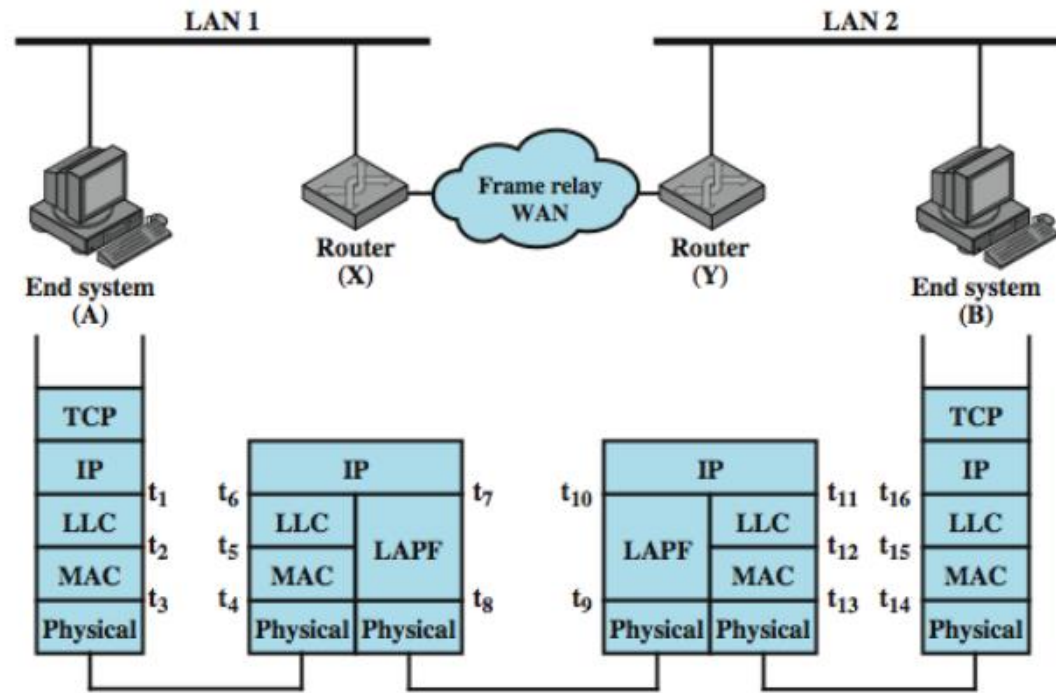 LAN 1
LAN 2
Frame relay
WAN
End system
(A)
Router
(X)
Router
(Y)
End system
(B)
TCP
IP
LLC
MAC
Physical
t1
t2
t3
IP
LLC
MAC
LAPF
Physical
Physical
t6
t5
t4
t7
t8
IP
LAPF
LLC
MAC
Physical
Physical
t10
t9
t11
t12
t13
TCP
IP
LLC
MAC
Physical
t16
t15
t14